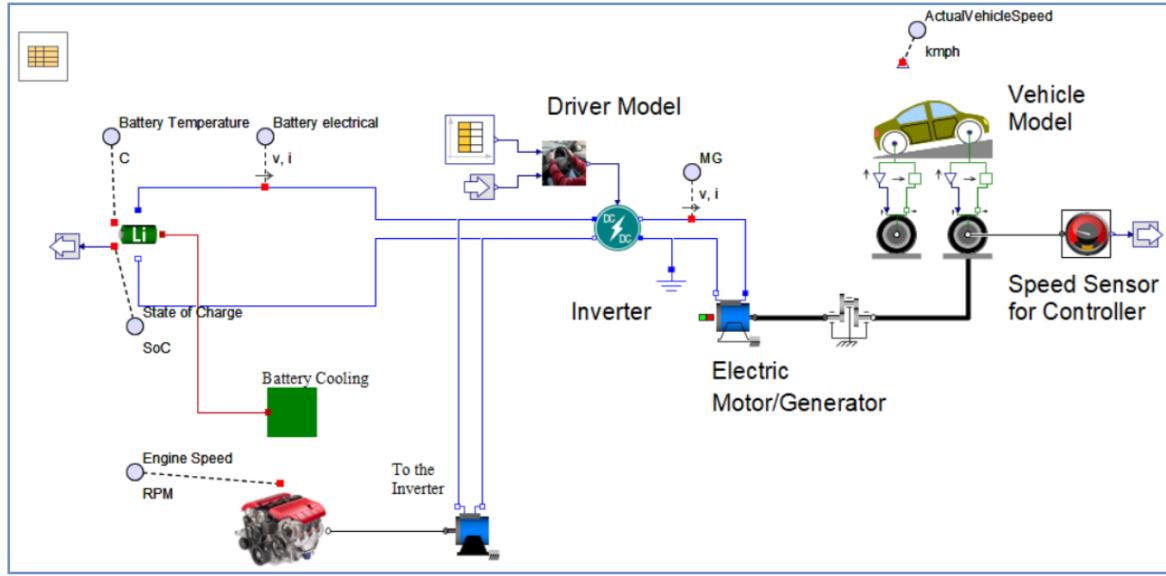 ActualVehicleSpeed
kmph
Driver Model
Vehicle
Model
Battery Temperature
C
Battery electrical
v, i
MG
v, i
Li
DC
DC
State of Charge
SoC
Inverter
Speed Sensor
for Controller
Electric
Motor/Generator
Battery Cooling
Engine Speed
RPM
To the
Inverter